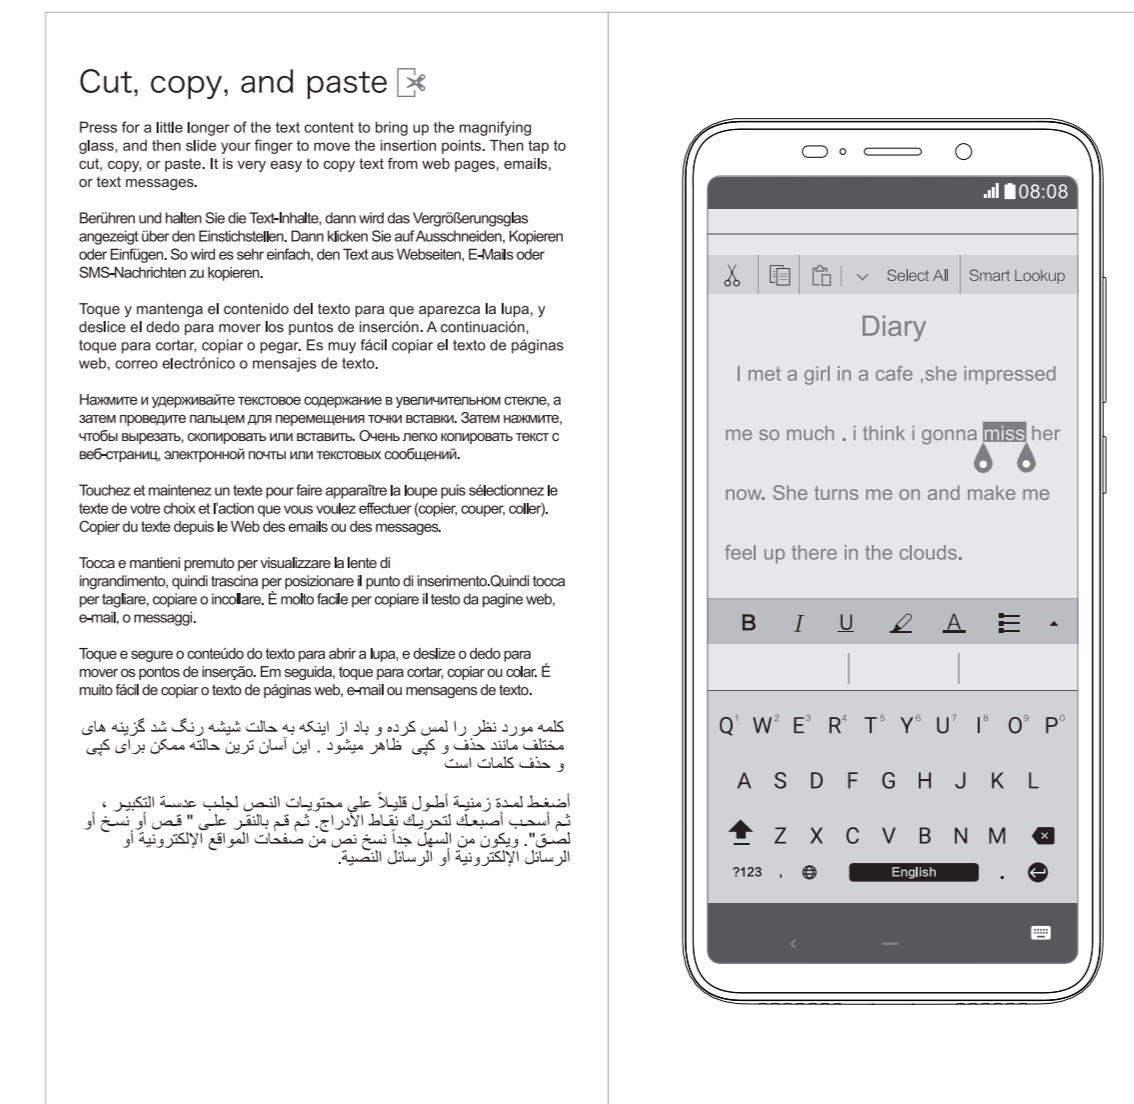 Cut, copy, and paste
Press for a little longer of the text content to bring up the magnifying
glass, and then slide your finger to move the insertion points. Then tap to
cut, copy, or paste. It is very easy to copy text from web pages, emails,
or text messages.
Berühren und halten Sie die Text-Inhalte, dann wird das Vergrößerungsglas
angezeigt über den Einstichstellen. Dann klicken Sie auf Ausschneiden, Kopieren
oder Einfügen. So wird es sehr einfach, den Text aus Webseiten, E-Mails oder
SMS-Nachrichten zu kopieren.
Toque y mantenga el contenido del texto para que aparezca la lupa, y
deslice el dedo para mover los puntos de inserción. A continuación,
toque para cortar, copiar o pegar. Es muy fácil copiar el texto de páginas
web, correo electrónico o mensajes de texto.
Нажмите и удерживайте текстовое содержание в увеличительном стекле, а
затем проведите пальцем для перемещения точки вставки. Затем нажмите,
чтобы вырезать, скопировать или вставить. Очень легко копировать текст с
веб-страниц, электронной почты или текстовых сообщений.
Touchez et maintenez un texte pour faire apparaître la loupe puis sélectionnez le
texte de votre choix et l'action que vous voulez effectuer (copier, couper, coller).
Copier du texte depuis le Web des emails ou des messages.
Tocca e mantieni premuto per visualizzare la lente di
ingrandimento, quindi trascina per posizionare il punto di inserimento.Quindi tocca
per tagliare, copiare o incollare. È molto facile per copiare il testo da pagine web,
e-mail, o messaggi.
Toque e segure o conteúdo do texto para abrir a lupa, e deslize o dedo para
mover os pontos de inserção. Em seguida, toque para cortar, copiar ou colar. É
muito fácil de copiar o texto de páginas web, e-mail ou mensagens de texto.
کلمه مورد نظر را لمس کرده و باد از اینکه به حالت شیشه رنگ شد گزینه های
مختلف مانند حذف و کپی ظاهر میشود . این آسان ترین حالته ممکن برای کپی
و حذف کلمات است
أضغط لمدة زمنية أطول قليلاً على محتويات النص لجلب عدسة التكبير ،
ثم أسحب أصبعك لتحريك نقاط الأدراج. ثم قم بالنقر على " قص أو نسخ أو
لصق". ويكون من السهل جداً نسخ نص من صفحات المواقع الإلكترونية أو
الرسائل الإلكترونية أو الرسائل النصية.
08:08
Select All Smart Lookup
Diary
I met a girl in a cafe ,she impressed
me so much . i think i gonna miss her
now. She turns me on and make me
feel up there in the clouds.
B I U A
Q1 W2 E3 R4 T5 Y6 U7 I8 O9 P0
A S D F G H J K L
Z X C V B N M
?123 , English .